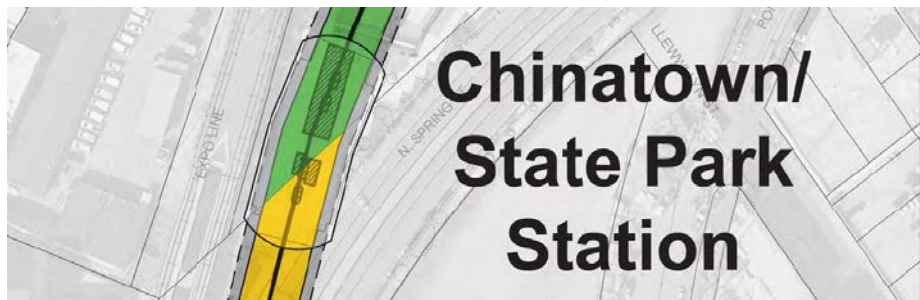 Chinatown/
State Park
Station
EXPO LINE
N. SPRING